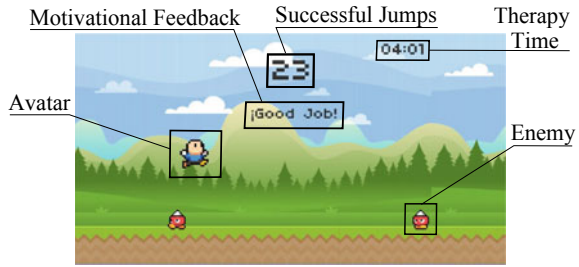 Motivational Feedback
Successful Jumps
Therapy
Time
23
04:01
¡Good Job!
Avatar
Enemy